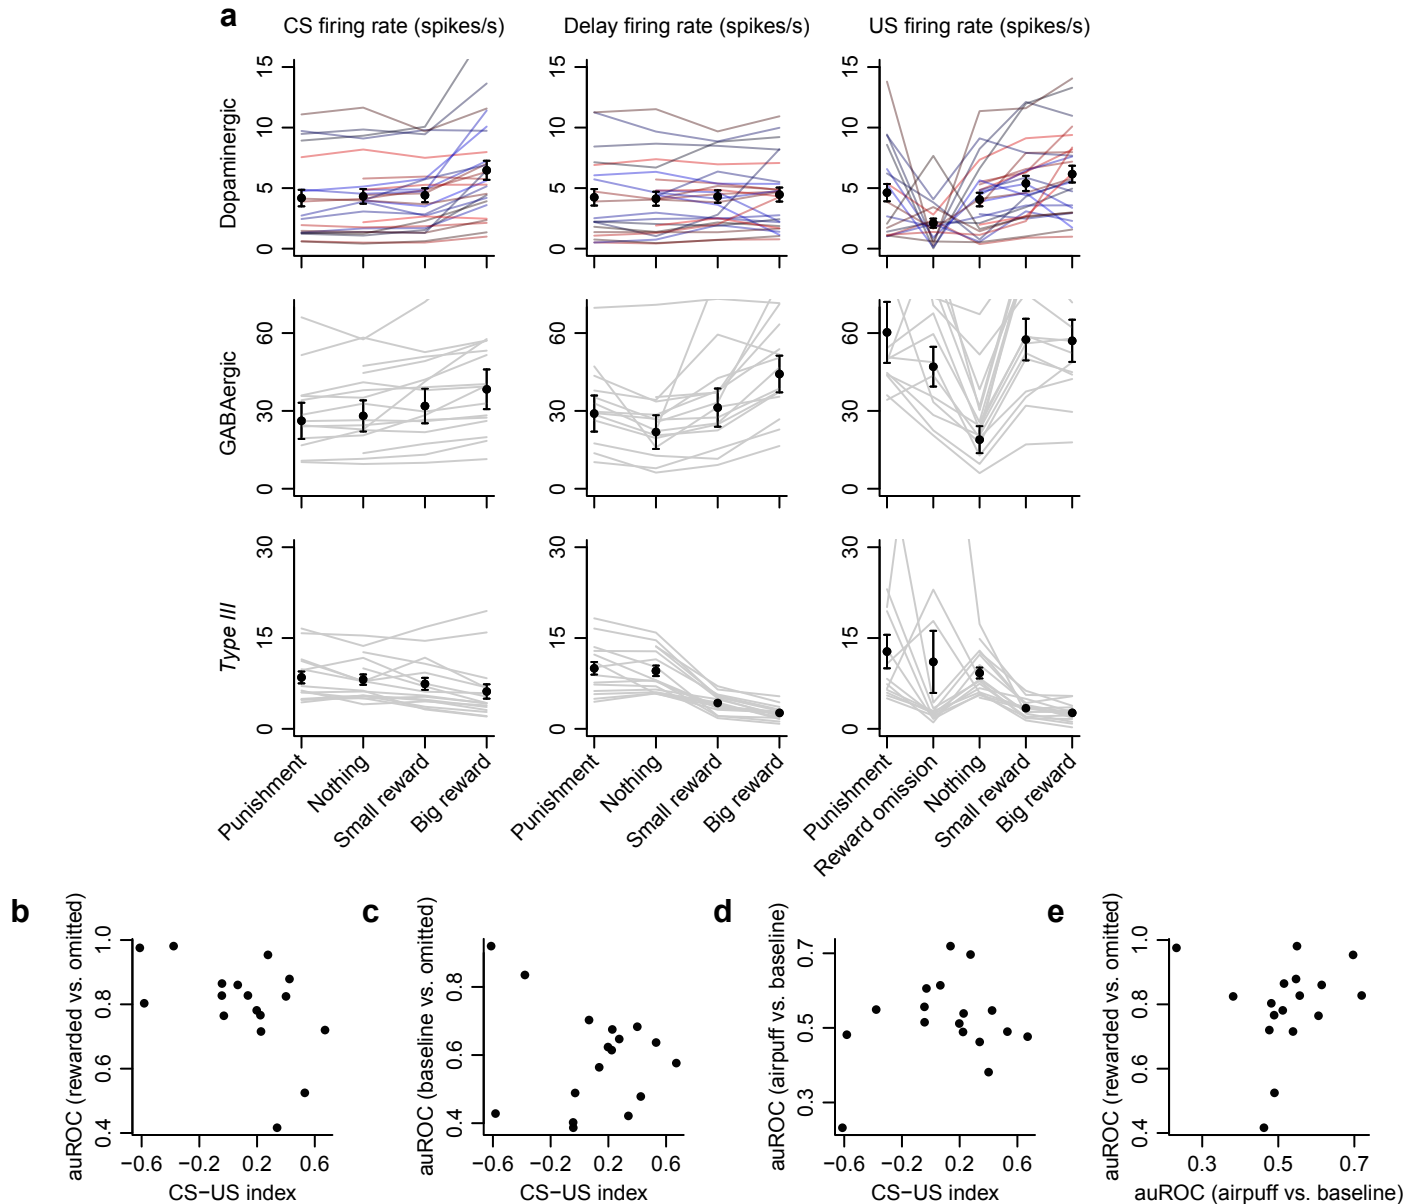 a
CS firing rate (spikes/s)
Delay firing rate (spikes/s)
US firing rate (spikes/s)
Dopaminergic
15
10
5
0
15
10
5
0
15
10
5
0
GABAergic
60
30
0
60
30
0
60
30
0
Type III
30
15
0
30
15
0
30
15
0
Punishment
Nothing
Small reward
Big reward
Punishment
Nothing
Small reward
Big reward
Punishment
Reward omission
Nothing
Small reward
Big reward
b
auROC (rewarded vs. omitted)
1.0
0.8
0.6
0.4
−0.6
−0.2
0.2
0.6
CS−US index
c
auROC (baseline vs. omitted)
0.8
0.6
0.4
−0.6
−0.2
0.2
0.6
CS−US index
d
auROC (airpuff vs. baseline)
0.7
0.5
0.3
−0.6
−0.2
0.2
0.6
CS−US index
e
auROC (rewarded vs. omitted)
1.0
0.8
0.6
0.4
0.3
0.5
0.7
auROC (airpuff vs. baseline)